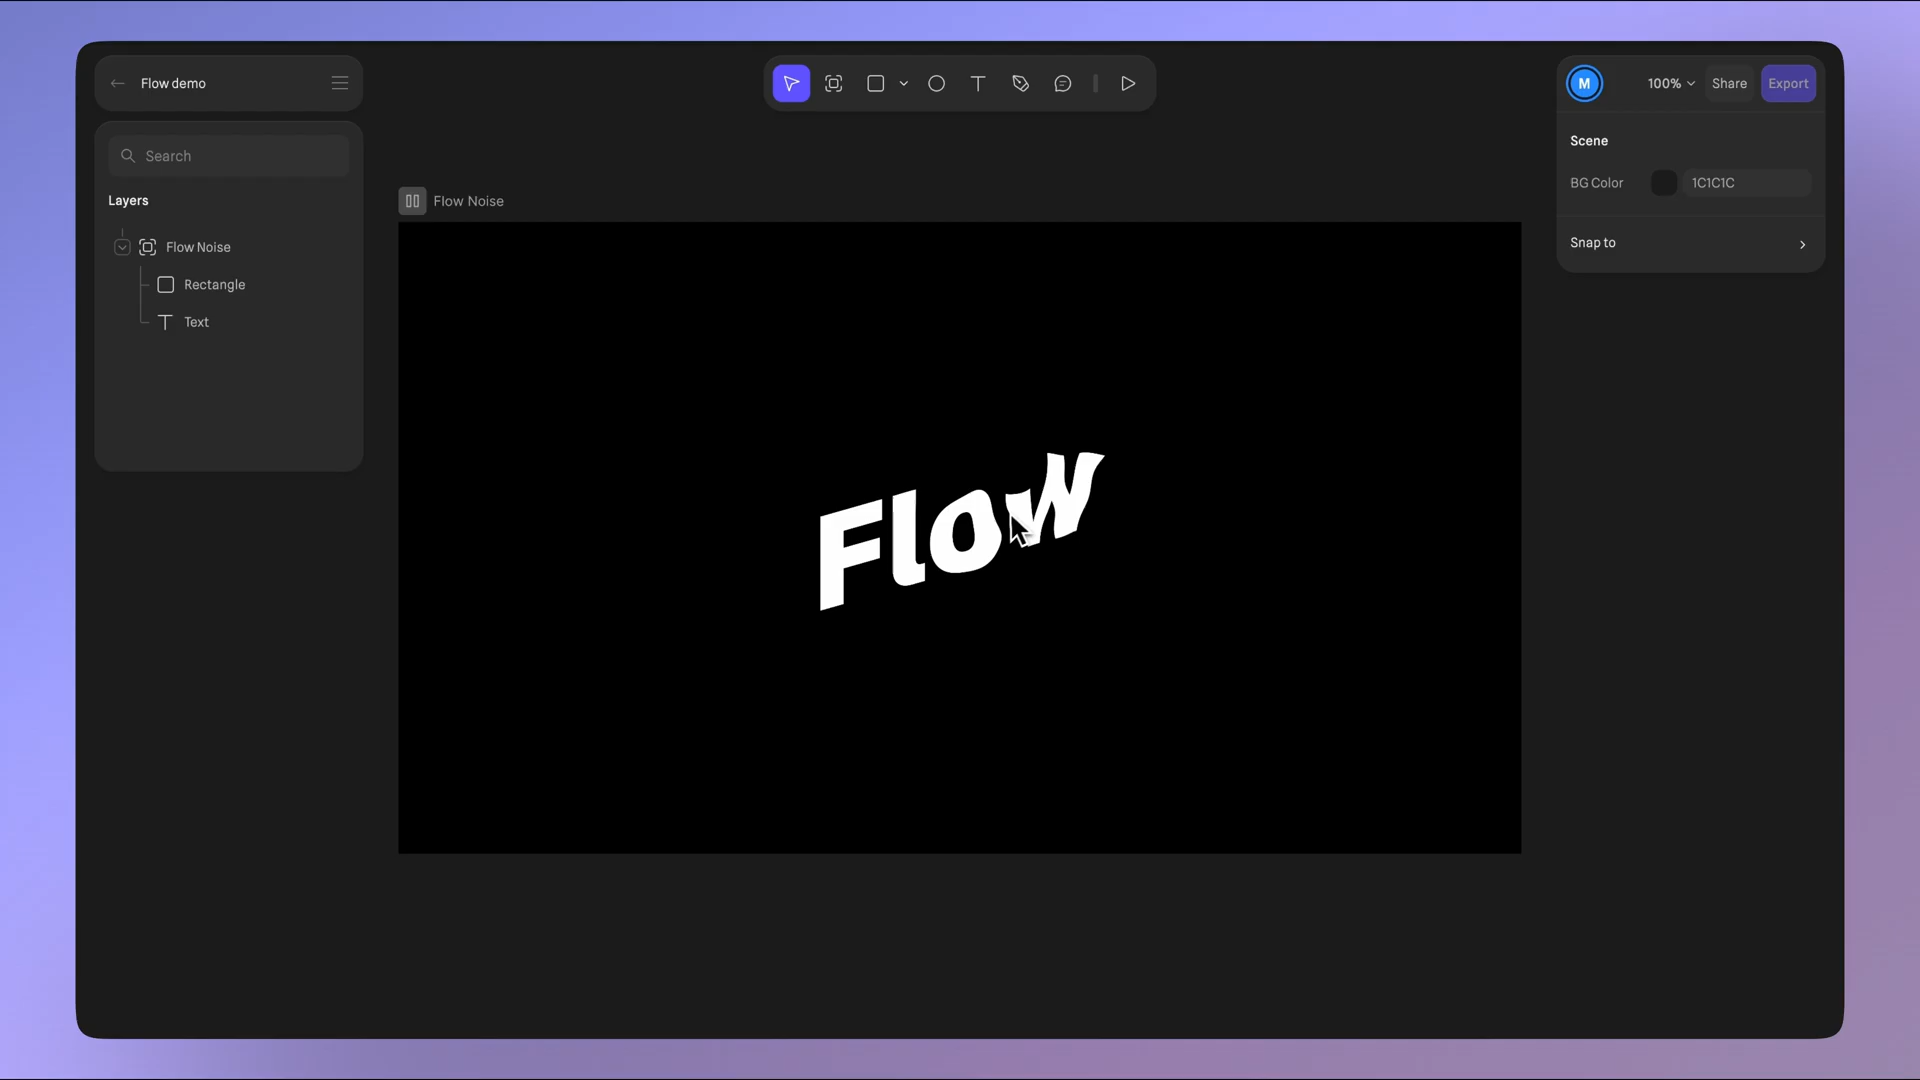 Flow demo
Search
Layers
Flow Noise
Rectangle
Text
Flow Noise
Flow
M
100%
Share
Export
Scene
BG Color
1C1C1C
Snap to